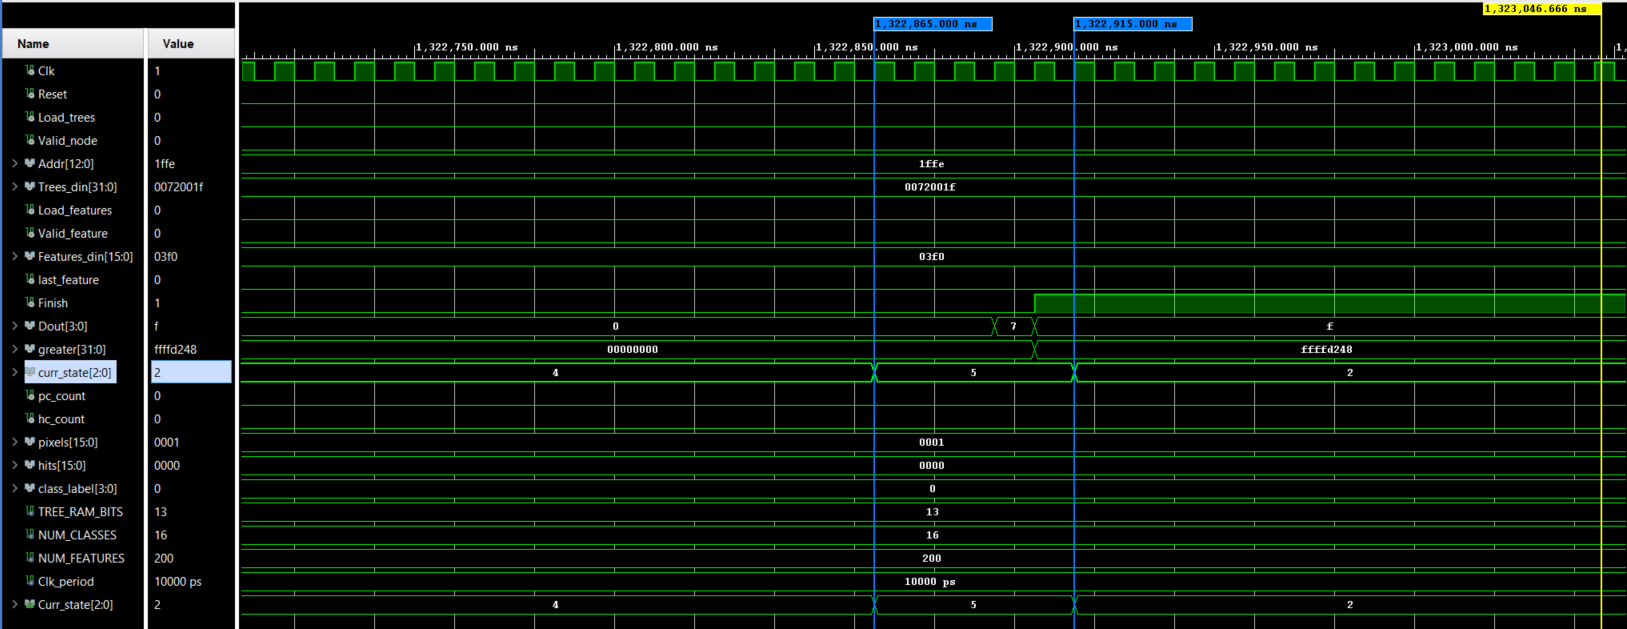 1,323,046.666 ns
1,322,865.000 ns 1,322,915.000 ns
Name Value 1,322,750.000 ns 1,322,800.000 ns 1,322,850.000 ns 1,322,900.000 ns 1,322,950.000 ns 1,323,000.000 ns 1,
Clk 1
Reset 0
Load_trees 0
Valid_node 0
Addr[12:0] 1ffe 1ffe
Trees_din[31:0] 0072001f 0072001f
Load_features 0
Valid_feature 0
Features_din[15:0] 03f0 03f0
last_feature 0
Finish 1
Dout[3:0] f 0 7 f
greater[31:0] ffffd248 00000000 ffffd248
curr_state[2:0] 2 4 5 2
pc_count 0
hc_count 0
pixels[15:0] 0001 0001
hits[15:0] 0000 0000
class_label[3:0] 0 0
TREE_RAM_BITS 13 13
NUM_CLASSES 16 16
NUM_FEATURES 200 200
Clk_period 10000 ps 10000 ps
Curr_state[2:0] 2 4 5 2